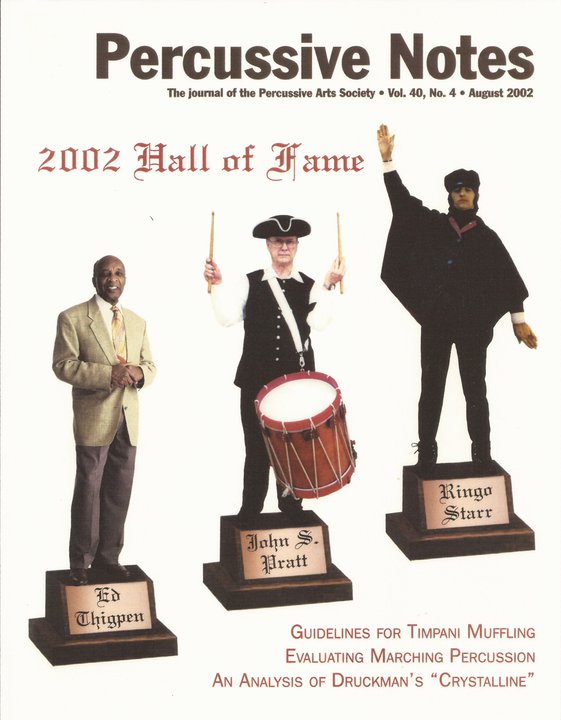 Percussive Notes
The journal of the Percussive Arts Society • Vol. 40, No. 4 • August 2002
2002 Hall of Fame
Ringo
Starr
John S.
Pratt
Ed
Thigpen
GUIDELINES FOR TIMPANI MUFFLING
EVALUATING MARCHING PERCUSSION
AN ANALYSIS OF DRUCKMAN'S "CRYSTALLINE"